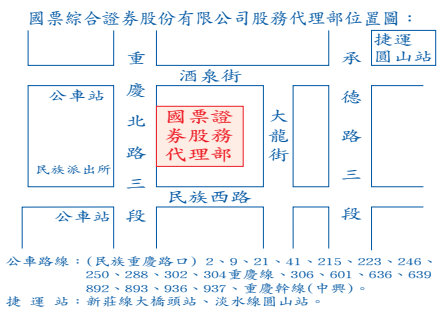 國票綜合證券股份有限公司股務代理部位置圖：
捷運
圓山站
重慶北路三段
承德路三段
酒泉街
公車站
國票證
券股務
代理部
大龍街
民族派出所
民族西路
公車站
公車路線：(民族重慶路口) 2、9、21、41、215、223、246、
250、288、302、304重慶線、306、601、636、639
892、893、936、937、重慶幹線(中興)。
捷 運 站：新莊線大橋頭站、淡水線圓山站。